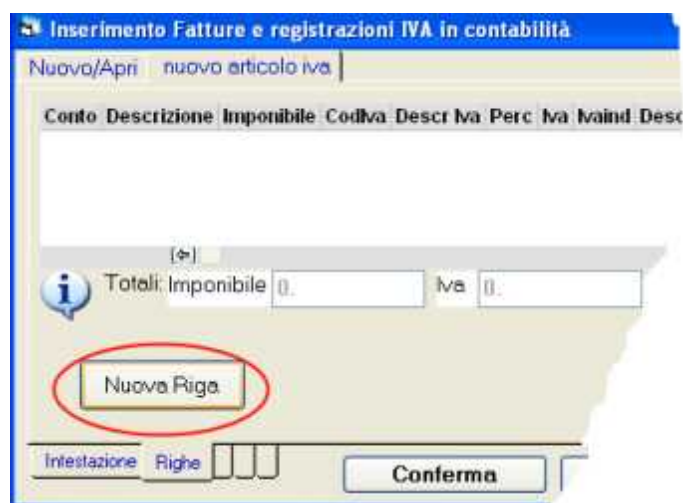 Inserimento Fatture e registrazioni IVA in contabilità
Nuovo/Apri nuovo articolo iva
Conto Descrizione Imponibile CodIva Descr Iva Perc Iva Ivaind Desc
Totali: Imponibile 0. Iva 0.
Nuova Riga
Intestazione Righe
Conferma